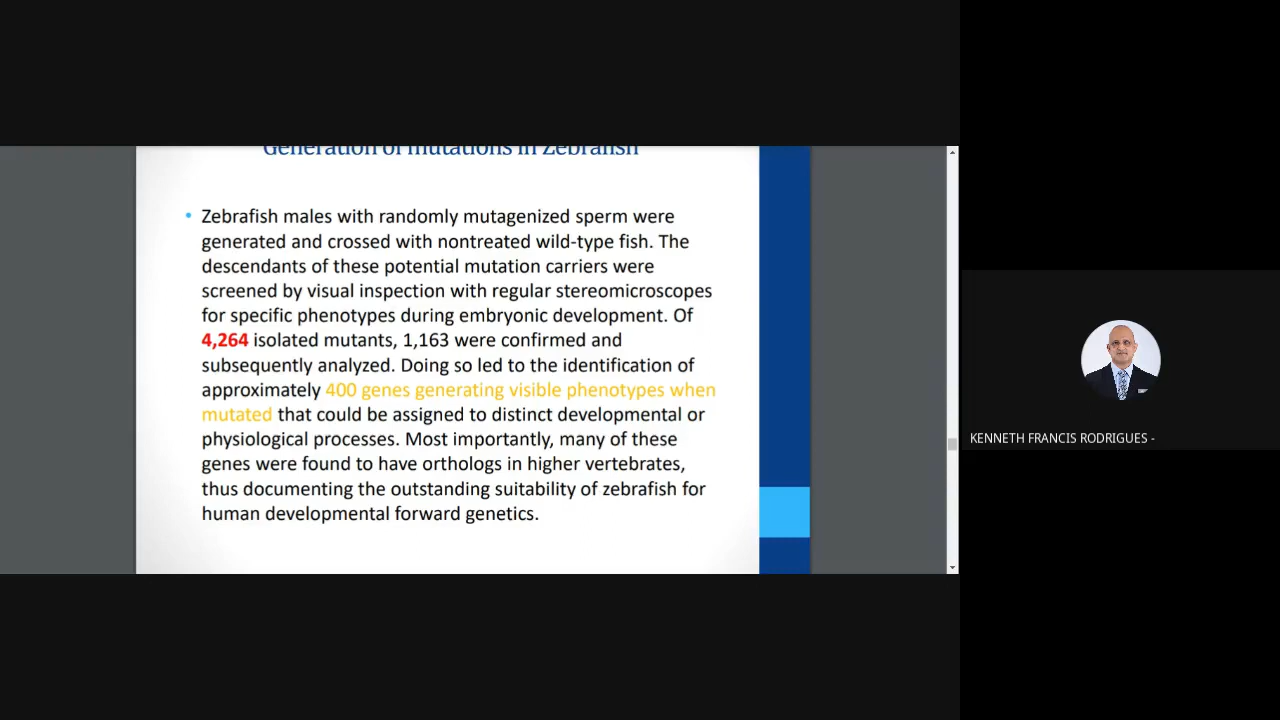 Generation of mutations in Zebrafish
• Zebrafish males with randomly mutagenized sperm were
generated and crossed with nontreated wild-type fish. The
descendants of these potential mutation carriers were
screened by visual inspection with regular stereomicroscopes
for specific phenotypes during embryonic development. Of
4,264 isolated mutants, 1,163 were confirmed and
subsequently analyzed. Doing so led to the identification of
approximately 400 genes generating visible phenotypes when
mutated that could be assigned to distinct developmental or
physiological processes. Most importantly, many of these
genes were found to have orthologs in higher vertebrates,
thus documenting the outstanding suitability of zebrafish for
human developmental forward genetics.
KENNETH FRANCIS RODRIGUES -